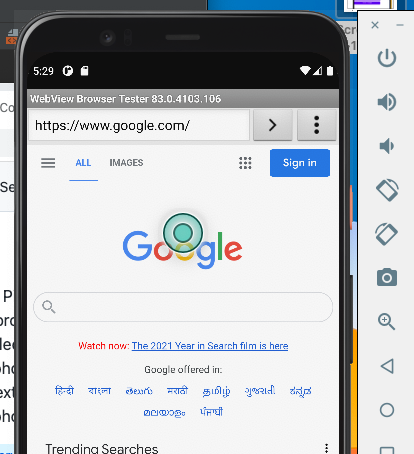 5:29
WebView Browser Tester 83.0.4103.106
https://www.google.com/
ALL IMAGES Sign in
Google
Watch now: The 2021 Year in Search film is here
Google offered in:
हिन्दी বাংলা తెలుగు मराठी தமிழ் ગુજરાતી ಕನ್ನಡ
മലയാളം ਪੰਜਾਬੀ
Trending Searches